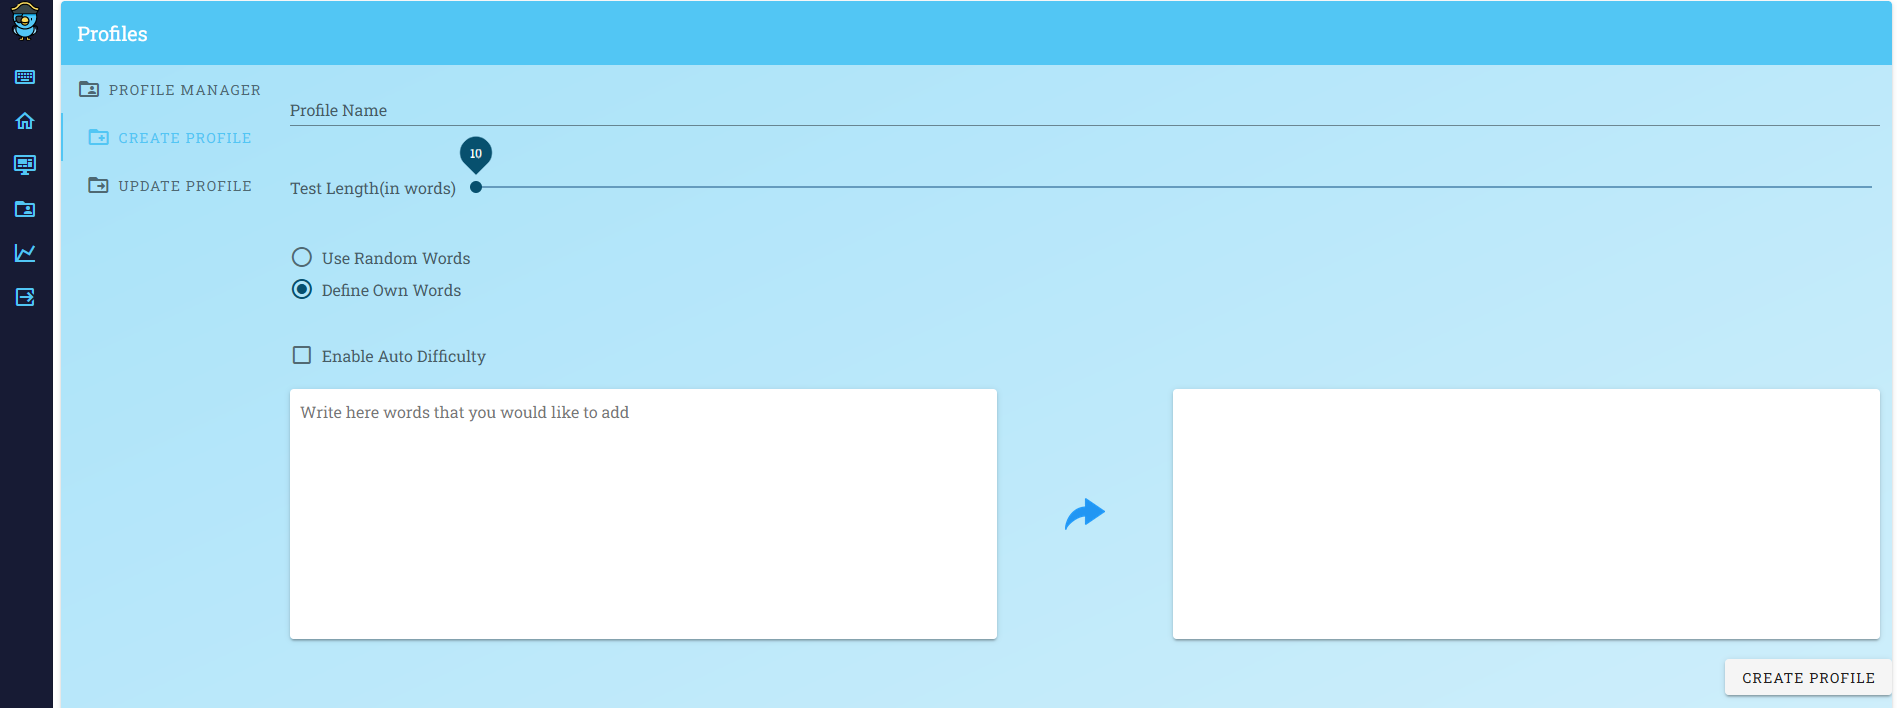 Profiles
PROFILE MANAGER
CREATE PROFILE
UPDATE PROFILE
Profile Name
10
Test Length(in words)
Use Random Words
Define Own Words
Enable Auto Difficulty
Write here words that you would like to add
CREATE PROFILE